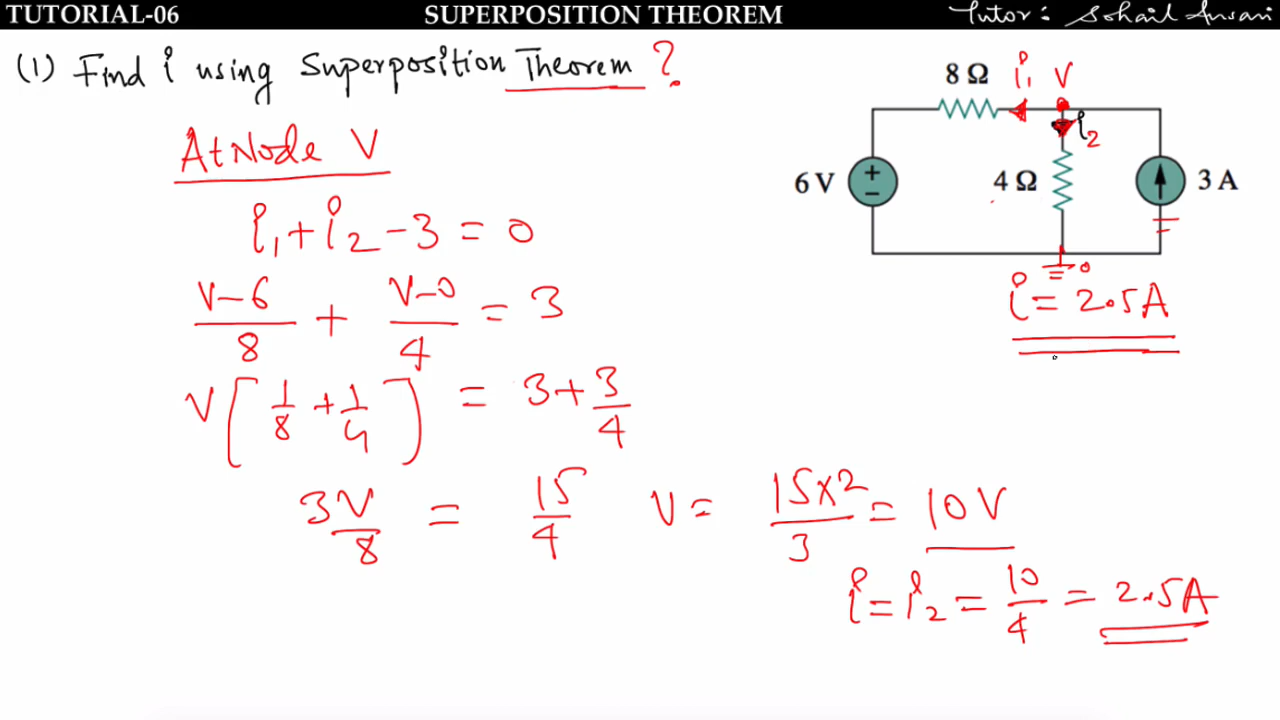 TUTORIAL-06 SUPERPOSITION THEOREM Tutor: Sohail Ansari
(1) Find i using Superposition Theorem ?
8 Ω i₁ V
i₂
6 V 4 Ω 3 A
0
i = 2.5A
At Node V
i₁ + i₂ - 3 = 0
V-6/8 + V-0/4 = 3
V[1/8 + 1/4] = 3 + 3/4
3V/8 = 15/4 V = 15×2/3 = 10V
i = i₂ = 10/4 = 2.5A